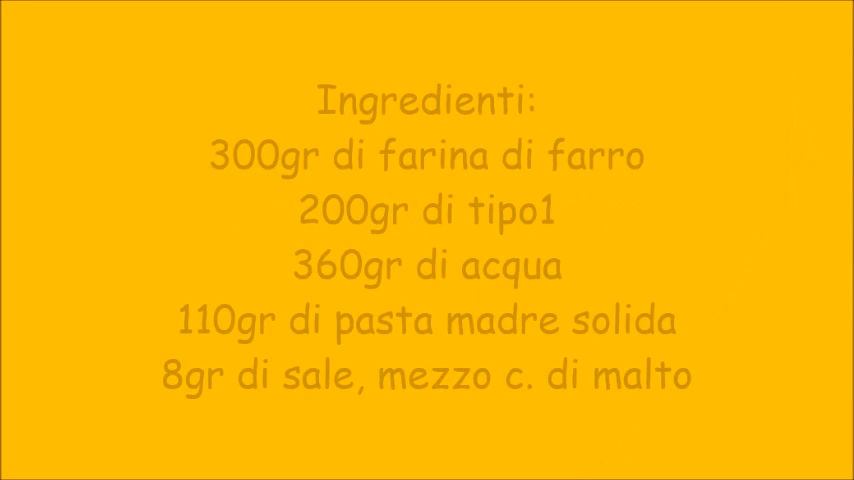 Ingredienti:
300gr di farina di farro
200gr di tipo1
360gr di acqua
110gr di pasta madre solida
8gr di sale, mezzo c. di malto